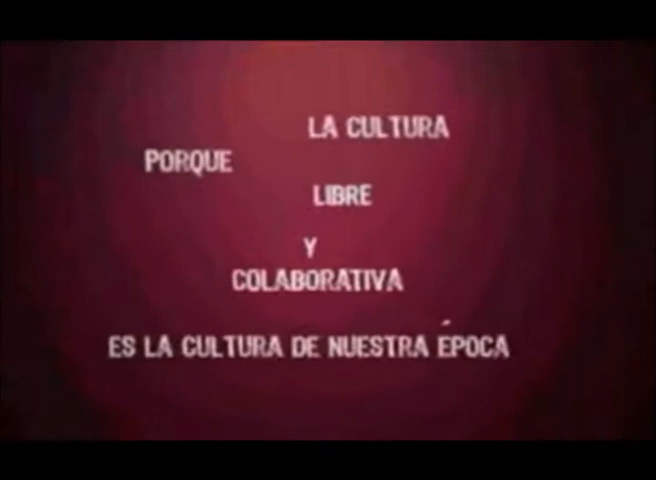 PORQUE
LA CULTURA
LIBRE
Y
COLABORATIVA
ES LA CULTURA DE NUESTRA ÉPOCA